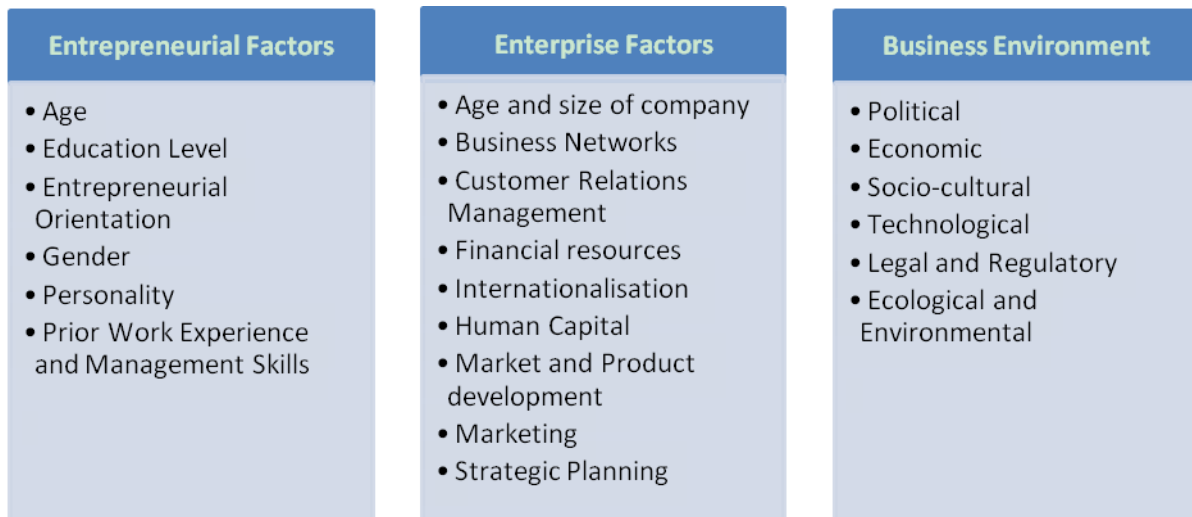 Entrepreneurial Factors
• Age
• Education Level
• Entrepreneurial
Orientation
• Gender
• Personality
• Prior Work Experience
and Management Skills
Enterprise Factors
• Age and size of company
• Business Networks
• Customer Relations
Management
• Financial resources
• Internationalisation
• Human Capital
• Market and Product
development
• Marketing
• Strategic Planning
Business Environment
• Political
• Economic
• Socio-cultural
• Technological
• Legal and Regulatory
• Ecological and
Environmental